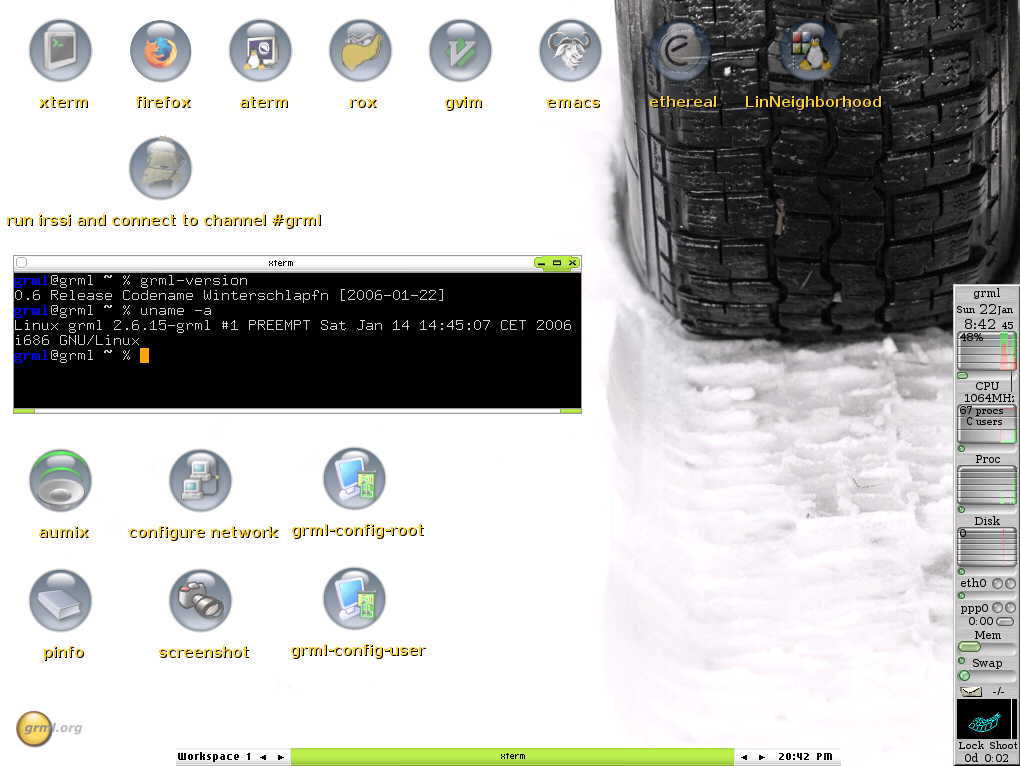 xterm firefox aterm rox gvim emacs ethereal LinNeighborhood
run irssi and connect to channel #grml
xterm
grml@grml ~ % grml-version
0.6 Release Codename Winterschlapfn [2006-01-22]
grml@grml ~ % uname -a
Linux grml 2.6.15-grml #1 PREEMPT Sat Jan 14 14:45:07 CET 2006
i686 GNU/Linux
grml@grml ~ %
aumix configure network grml-config-root
pinfo screenshot grml-config-user
grml.org
Workspace 1 xterm 20:42 PM
grml
Sun 22Jan
8:42 45
48%
CPU
1064MHz
67 procs
0 users
Proc
Disk
0
eth0
ppp0
0:00
Mem
Swap
-/-
Lock Shoot
0d 0:02